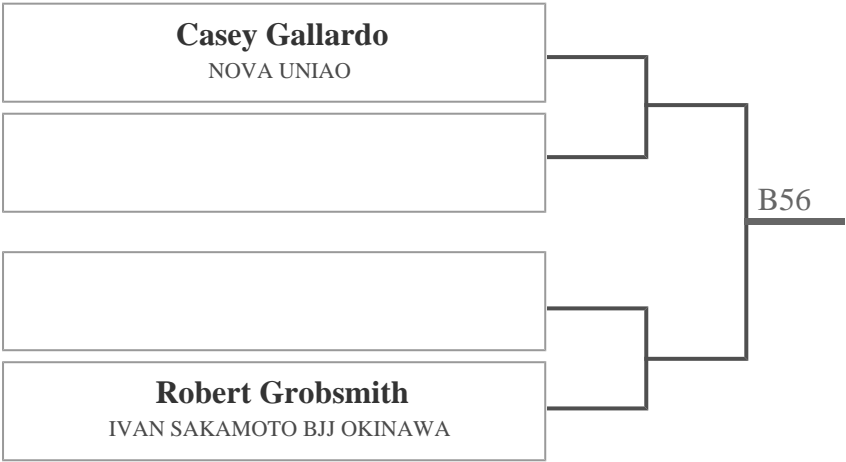 Casey Gallardo
NOVA UNIAO
B56
Robert Grobsmith
IVAN SAKAMOTO BJJ OKINAWA